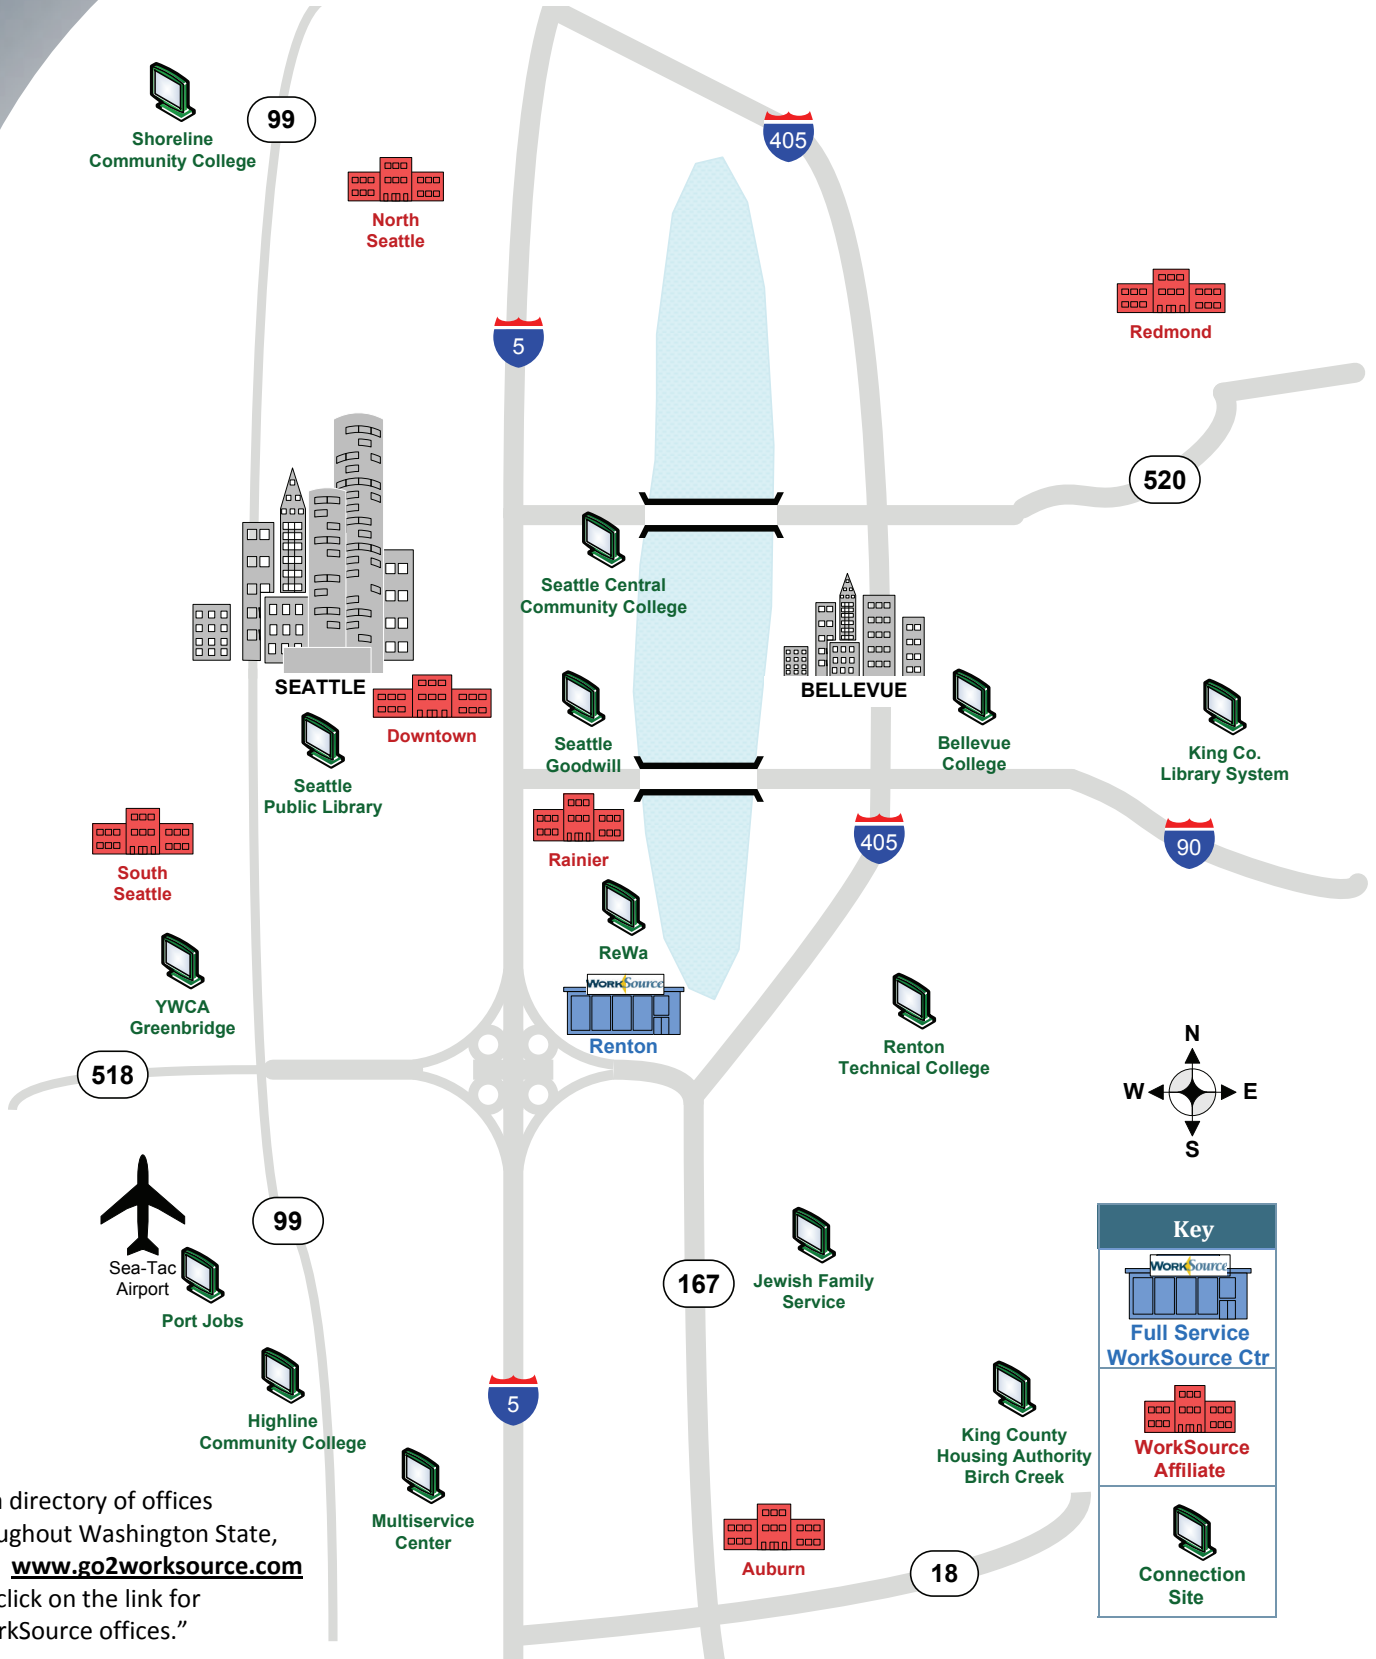 99
Shoreline
Community College
405
North
Seattle
Redmond
5
520
Seattle Central
Community College
SEATTLE
BELLEVUE
Downtown
Seattle
Goodwill
Bellevue
College
King Co.
Library System
Seattle
Public Library
Rainier
405
90
South
Seattle
ReWa
WORKSource
Renton
YWCA
Greenbridge
Renton
Technical College
518
N
W
E
S
Sea-Tac
Airport
99
Port Jobs
167
Jewish Family
Service
Key
WORKSource
Full Service
WorkSource Ctr
WorkSource
Affiliate
Connection
Site
5
Highline
Community College
King County
Housing Authority
Birch Creek
Multiservice
Center
Auburn
18
directory of offices
ughout Washington State,
www.go2worksource.com
click on the link for
rkSource offices.”